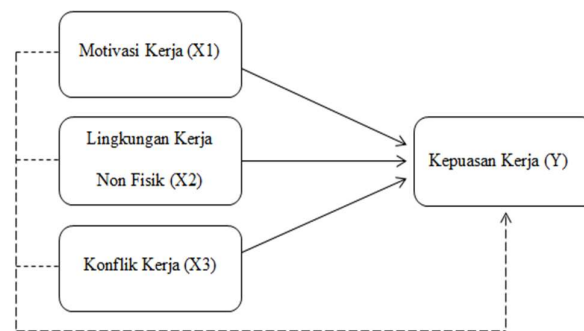 Motivasi Kerja (X1)
Lingkungan Kerja
Non Fisik (X2)
Kepuasan Kerja (Y)
Konflik Kerja (X3)